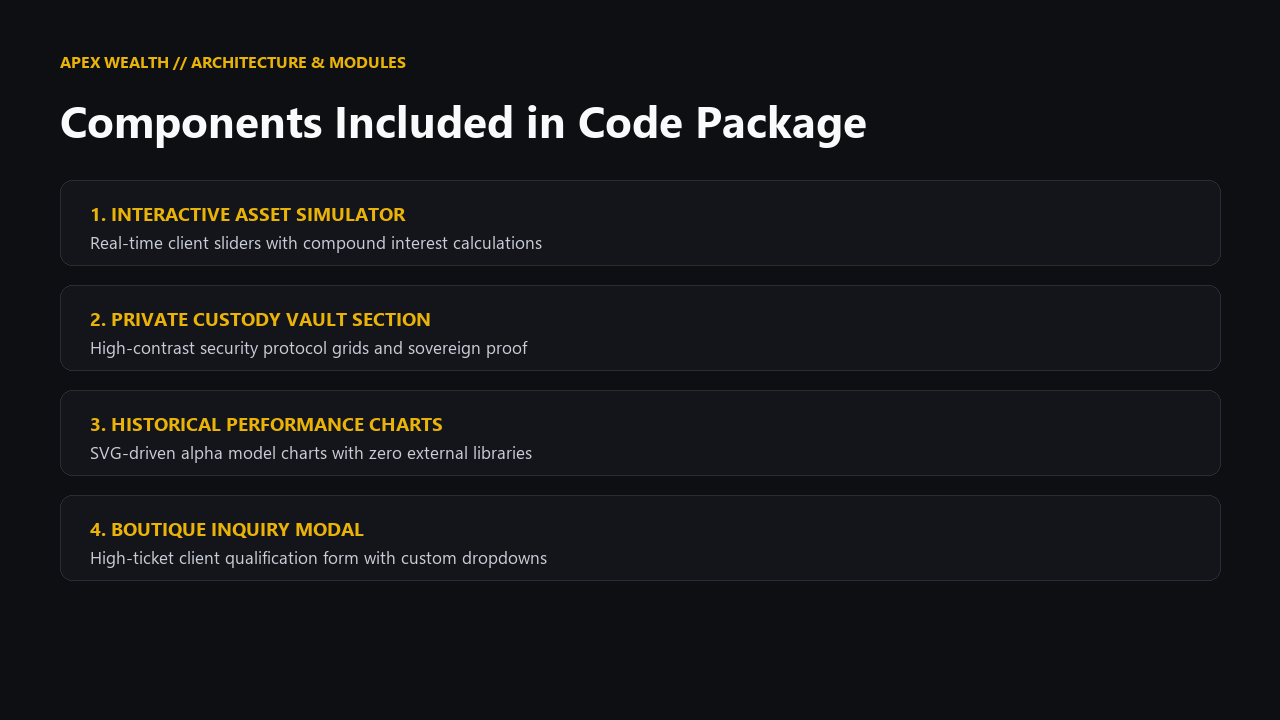 APEX WEALTH // ARCHITECTURE & MODULES
Components Included in Code Package
1. INTERACTIVE ASSET SIMULATOR
Real-time client sliders with compound interest calculations
2. PRIVATE CUSTODY VAULT SECTION
High-contrast security protocol grids and sovereign proof
3. HISTORICAL PERFORMANCE CHARTS
SVG-driven alpha model charts with zero external libraries
4. BOUTIQUE INQUIRY MODAL
High-ticket client qualification form with custom dropdowns